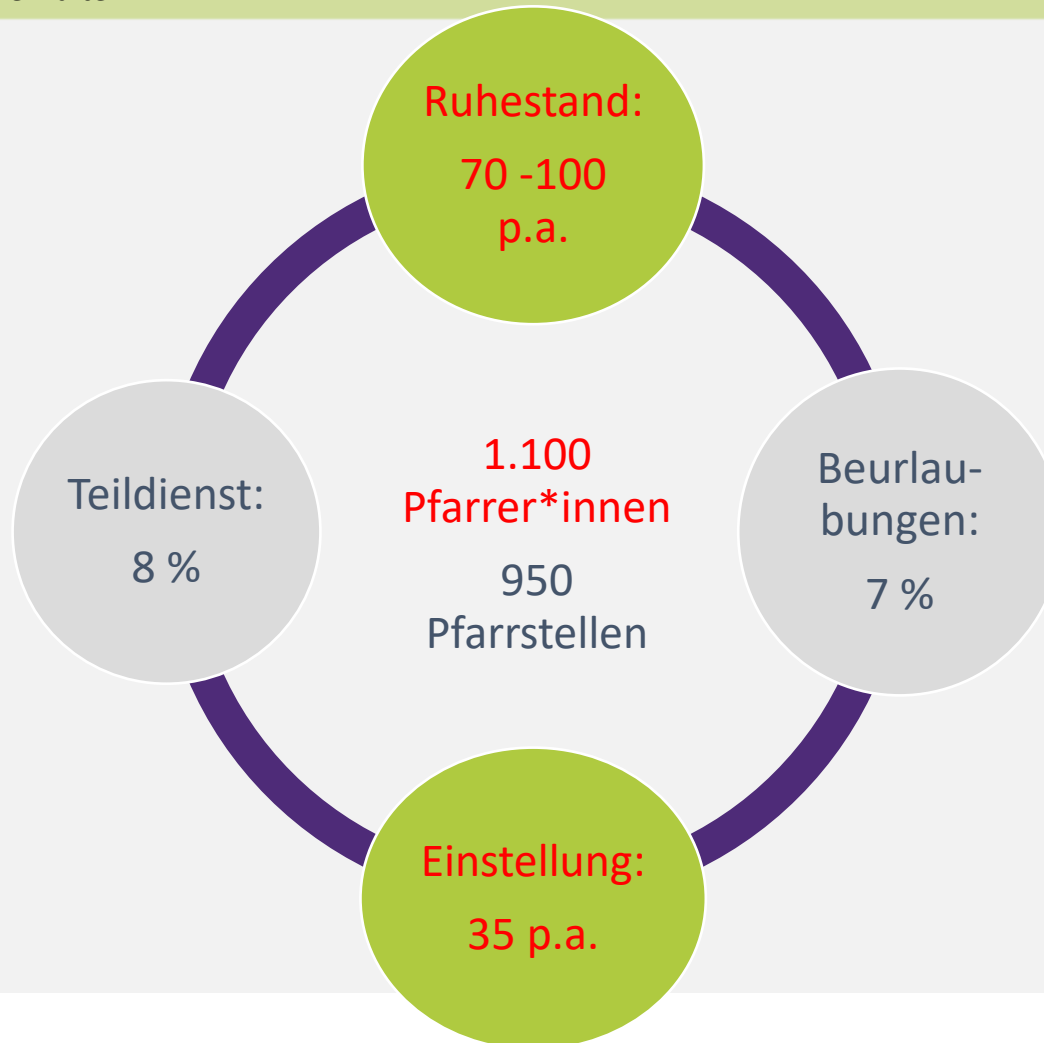 Ruhestand:
70 -100
p.a.
Teildienst:
8 %
1.100
Pfarrer*innen
950
Pfarrstellen
Beurlau-
bungen:
7 %
Einstellung:
35 p.a.